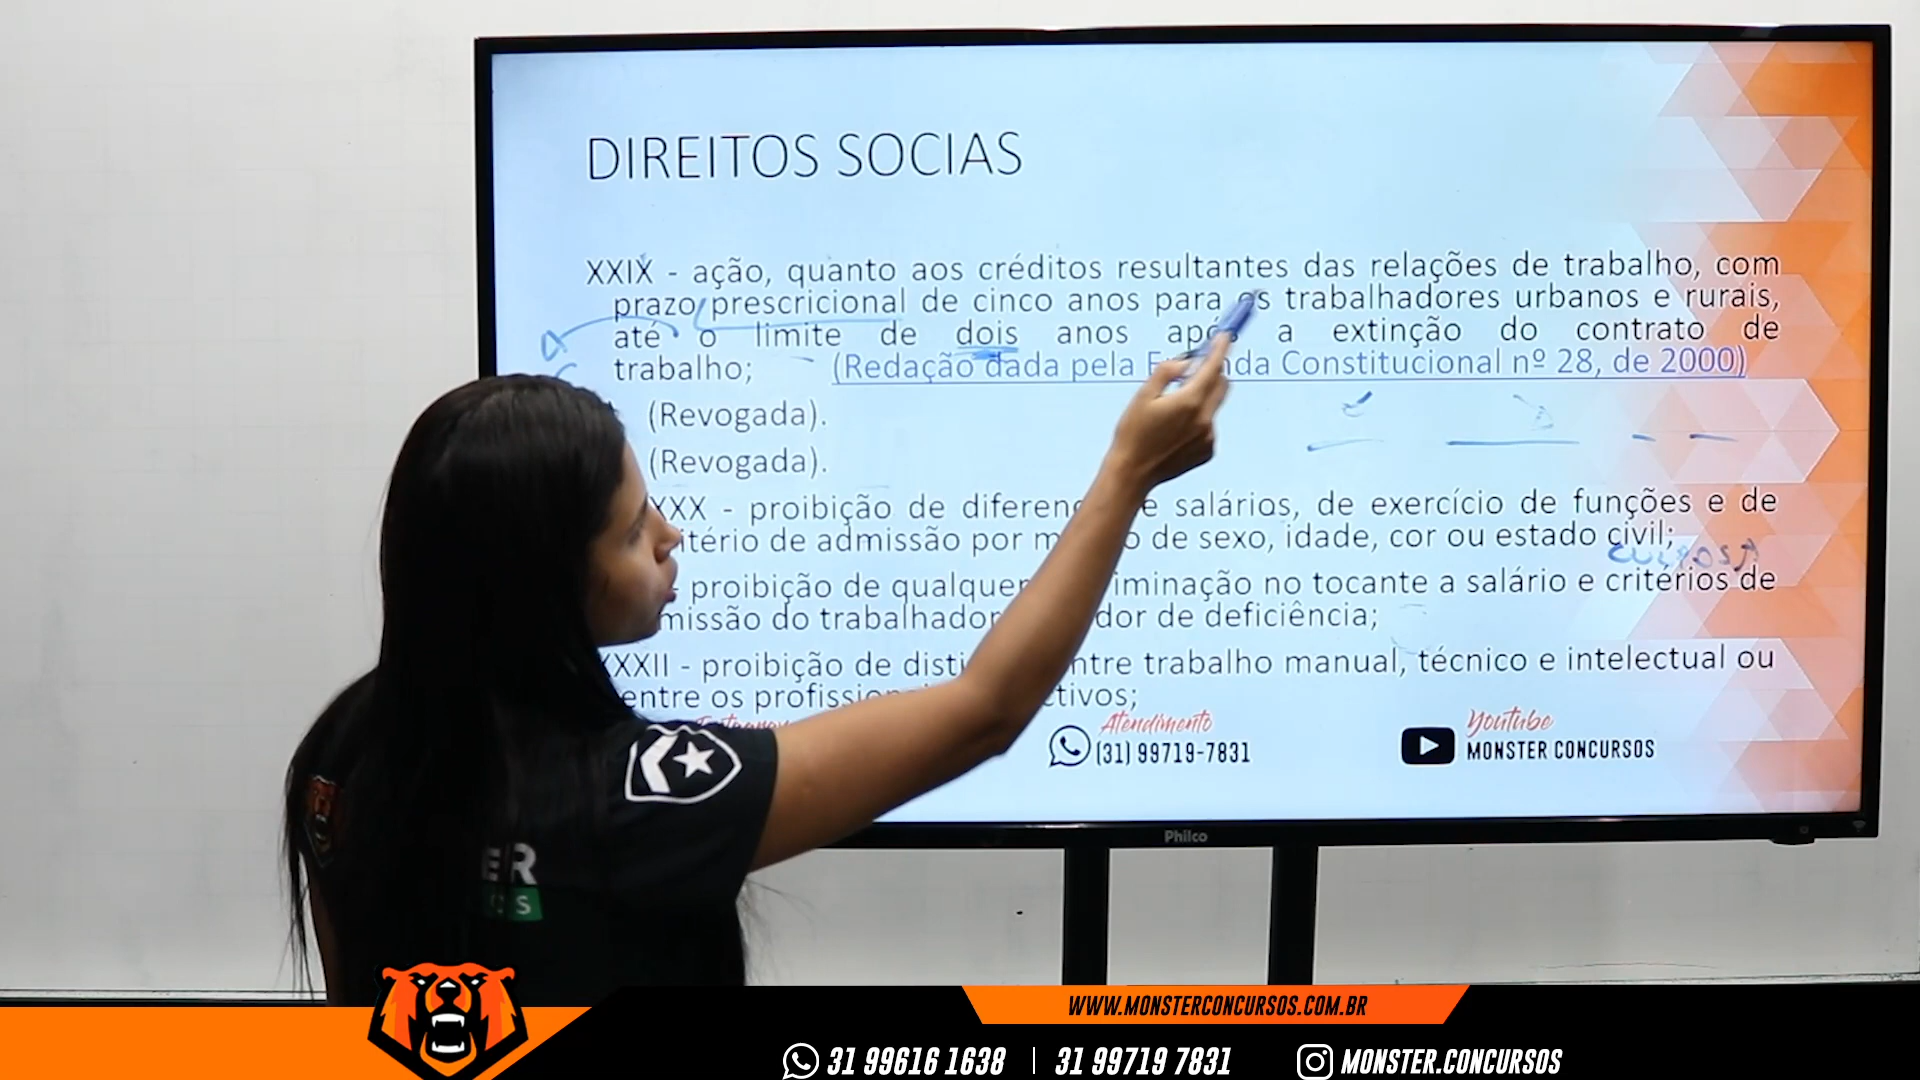 DIREITOS SOCIAS
XXIX - ação, quanto aos créditos resultantes das relações de trabalho, com
prazo prescricional de cinco anos para os trabalhadores urbanos e rurais,
até o limite de dois anos após a extinção do contrato de
trabalho; (Redação dada pela E nda Constitucional nº 28, de 2000)
(Revogada).
(Revogada).
XXX - proibição de diferen e salários, de exercício de funções e de
itério de admissão por m o de sexo, idade, cor ou estado civil;
- proibição de qualquer iminação no tocante a salário e critérios de
missão do trabalhador dor de deficiência;
XXXII - proibição de disti ntre trabalho manual, técnico e intelectual ou
entre os profissi ctivos;
Atendimento
(31) 99719-7831
Youtube
MONSTER CONCURSOS
Philco
ER
OS
WWW.MONSTERCONCURSOS.COM.BR
31 99616 1638 | 31 99719 7831 MONSTER.CONCURSOS